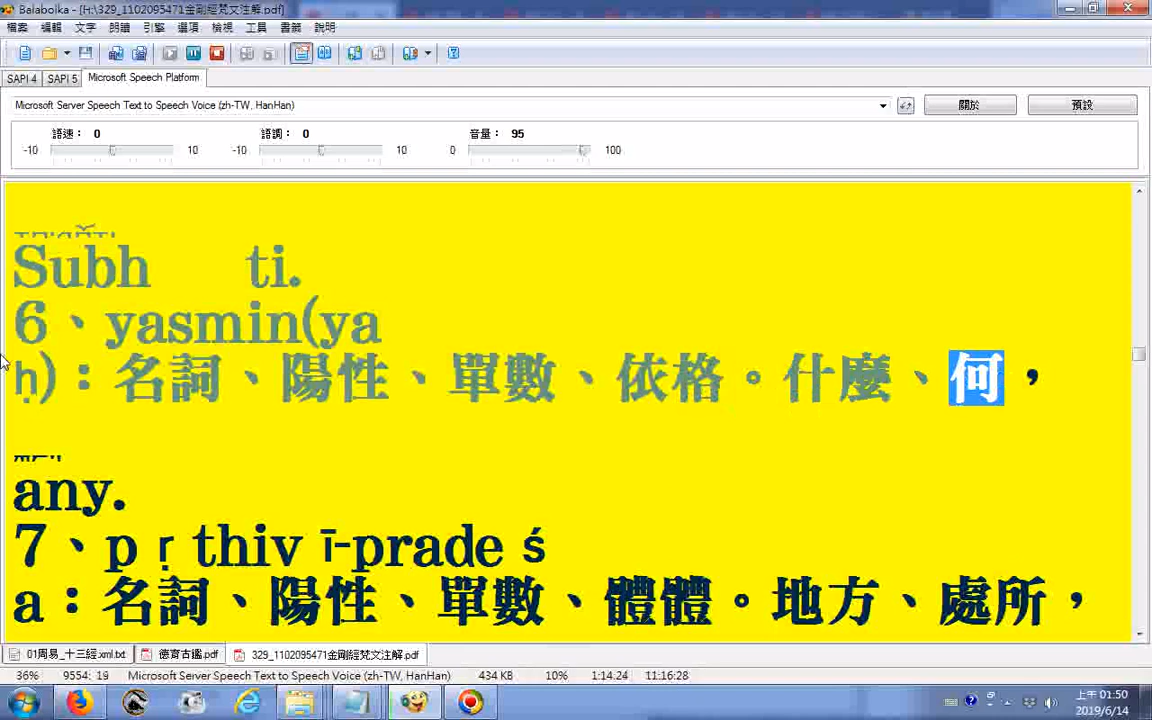 Balabolka - [H:\329_1102095471金剛經梵文注解.pdf]
檔案 編輯 文字 朗讀 引擎 選項 檢視 工具 書籤 說明
SAPI 4 SAPI 5 Microsoft Speech Platform
Microsoft Server Speech Text to Speech Voice (zh-TW, HanHan) 關於 預設
語速： 0 語調： 0 音量： 95
-10 10 -10 10 0 100
Subh ti.
6、yasmin(ya
ḥ)：名詞、陽性、單數、依格。什麼、何，
any.
7、p ṛ thiv ī-prade ś
a：名詞、陽性、單數、體體。地方、處所，
01周易_十三經.xml.txt 德育古鑑.pdf 329_1102095471金剛經梵文注解.pdf
36% 9554: 19 Microsoft Server Speech Text to Speech Voice (zh-TW, HanHan) 434 KB 10% 1:14.24 11:16:28
上午 01:50
2019/6/14